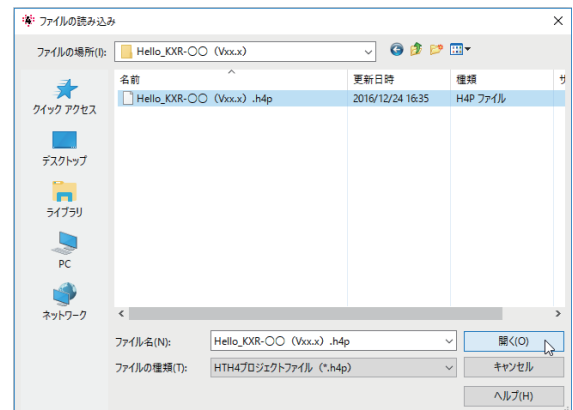 ファイルの読み込み
ファイルの場所(I):
Hello_KXR-〇〇（Vxx.x）
名前
更新日時
種類
サ
Hello_KXR-〇〇（Vxx.x）.h4p
2016/12/24 16:35
H4P ファイル
クイック アクセス
デスクトップ
ライブラリ
PC
ネットワーク
ファイル名(N):
Hello_KXR-〇〇（Vxx.x）.h4p
開く(O)
ファイルの種類(T):
HTH4プロジェクトファイル（*.h4p）
キャンセル
ヘルプ(H)